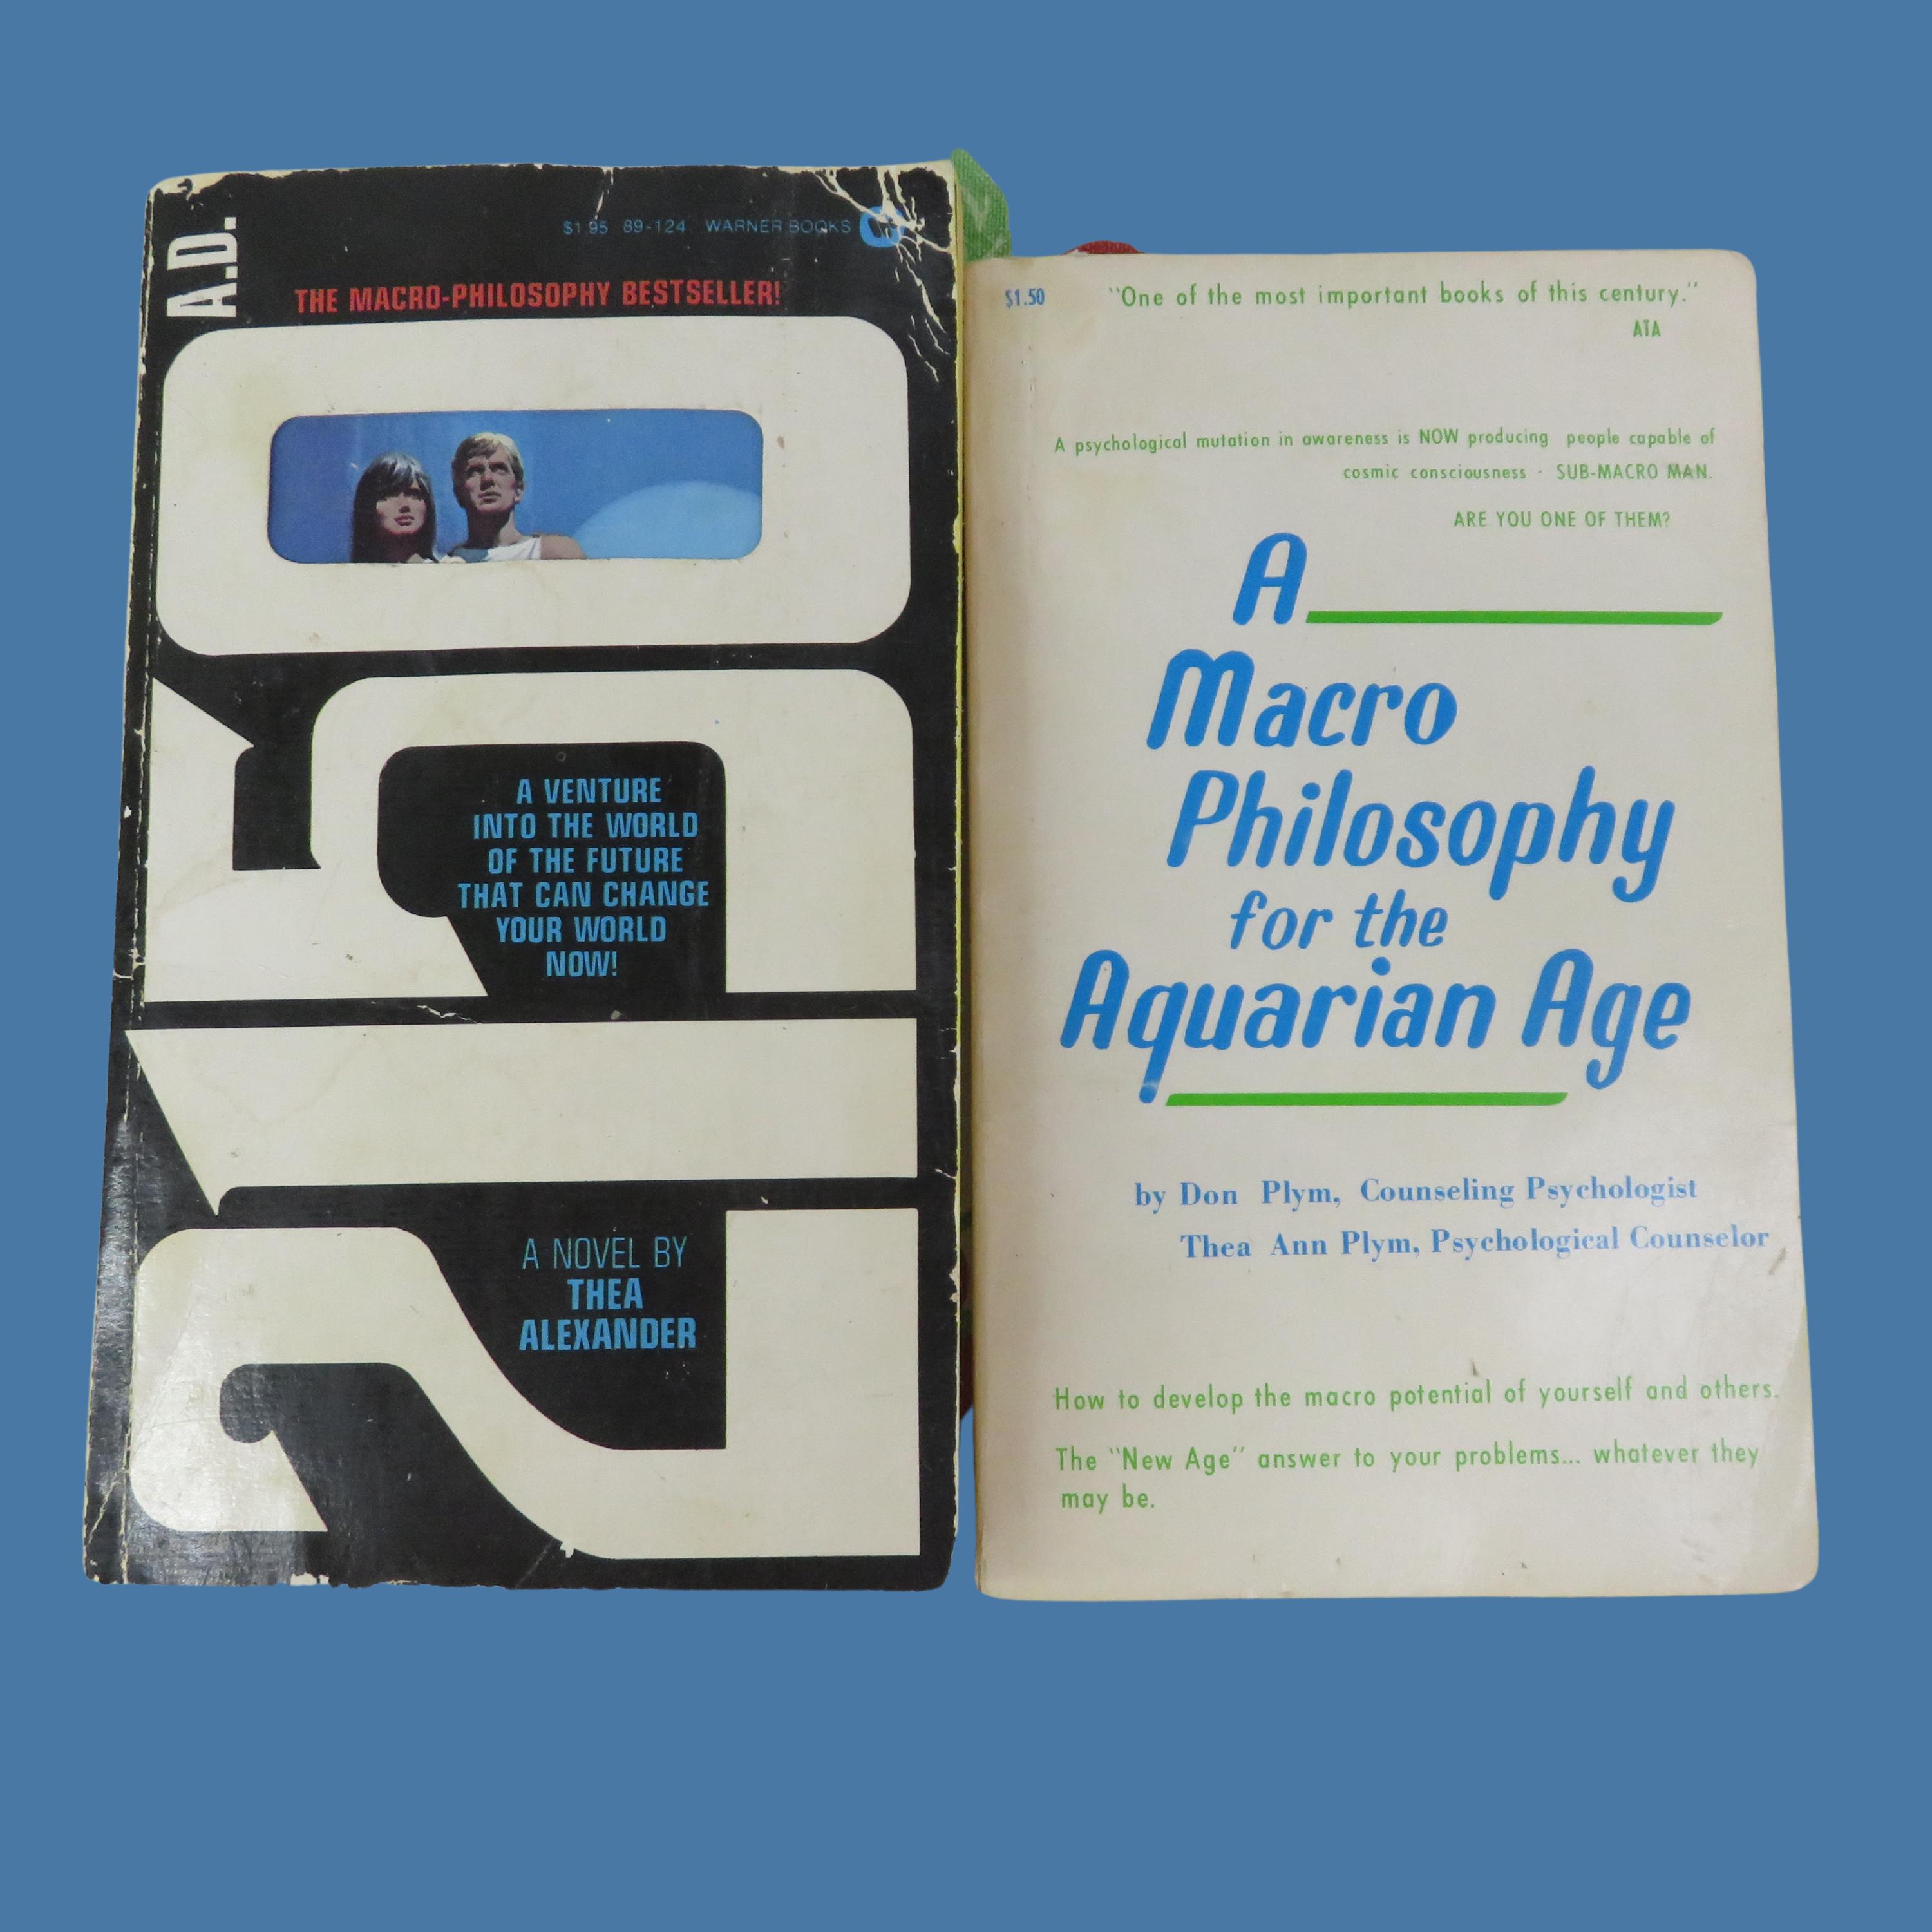 A.D.
$1.95 89-124 WARNER BOOKS
THE MACRO-PHILOSOPHY BESTSELLER!
2150
A VENTURE
INTO THE WORLD
OF THE FUTURE
THAT CAN CHANGE
YOUR WORLD
NOW!
A NOVEL BY
THEA
ALEXANDER
$1.50
"One of the most important books of this century."
ATA
A psychological mutation in awareness is NOW producing people capable of
cosmic consciousness - SUB-MACRO MAN.
ARE YOU ONE OF THEM?
A
Macro
Philosophy
for the
Aquarian Age
by Don Plym, Counseling Psychologist
Thea Ann Plym, Psychological Counselor
How to develop the macro potential of yourself and others.
The "New Age" answer to your problems... whatever they
may be.